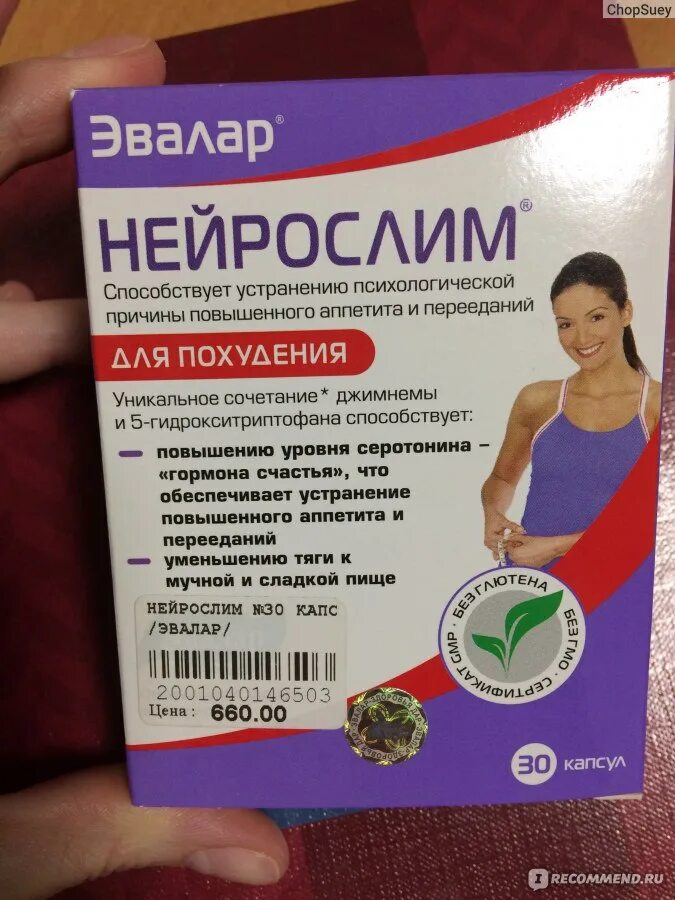 ChopSuey
Эвалар®
НЕЙРОСЛИМ®
Способствует устранению психологической
причины повышенного аппетита и перееданий
ДЛЯ ПОХУДЕНИЯ
Уникальное сочетание* джимнемы
и 5-гидрокситриптофана способствует:
– повышению уровня серотонина –
«гормона счастья», что
обеспечивает устранение
повышенного аппетита и
перееданий
– уменьшению тяги к
мучной и сладкой пище
НЕЙРОСЛИМ №30 КАПС
/ЭВАЛАР/
2001040146503
Цена: 660.00
БЕЗ ГЛЮТЕНА · БЕЗ ГМО · СЕРТИФИКАТ GMP ·
30 капсул
IRECOMMEND.RU